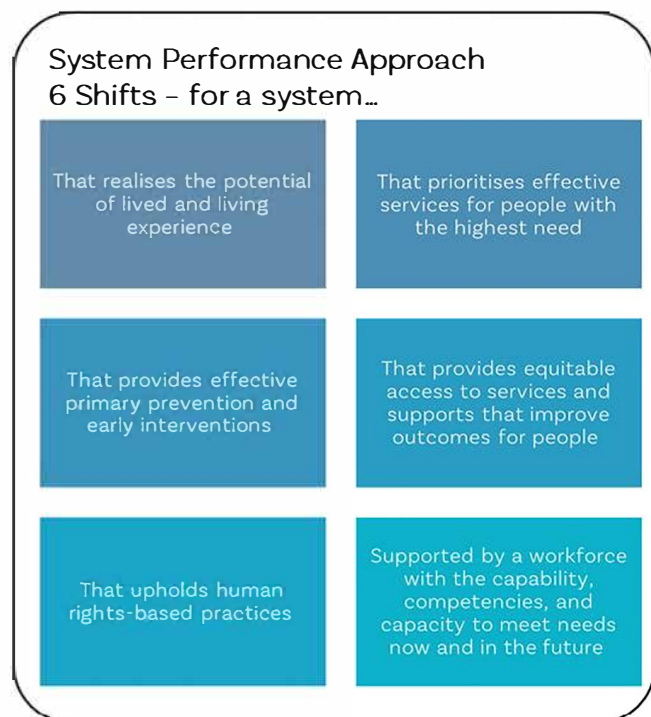 System Performance Approach
6 Shifts – for a system…
That realises the potential
of lived and living
experience
That prioritises effective
services for people with
the highest need
That provides effective
primary prevention and
early interventions
That provides equitable
access to services and
supports that improve
outcomes for people
That upholds human
rights-based practices
Supported by a workforce
with the capability,
competencies, and
capacity to meet needs
now and in the future